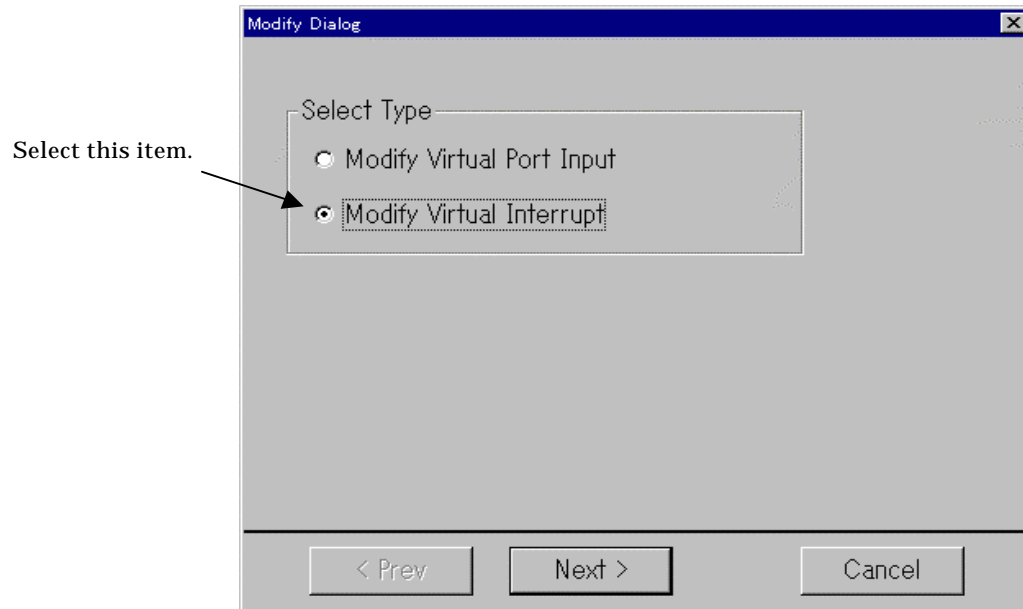 Modify Dialog
Select Type
Select this item.
Modify Virtual Port Input
Modify Virtual Interrupt
< Prev
Next >
Cancel